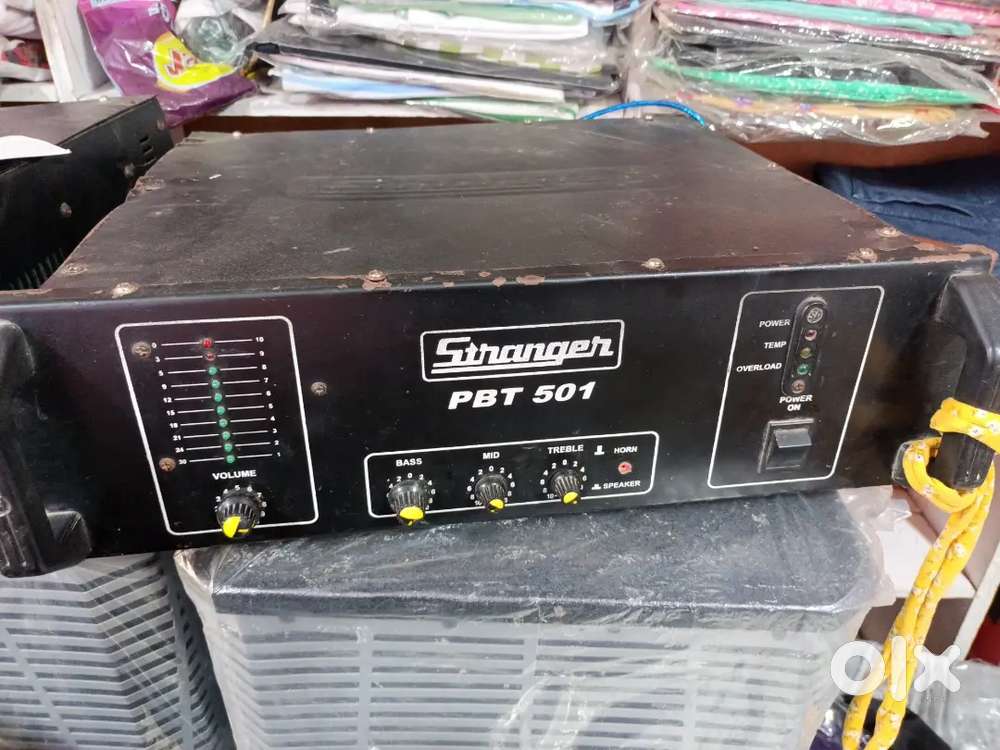 Stranger
PBT 501
0 10
3 9
5 8
9 7
12 6
15 5
18 4
21 3
24 2
30 1
VOLUME
BASS
MID
TREBLE
HORN
SPEAKER
POWER
TEMP
OVERLOAD
POWER
ON
olx